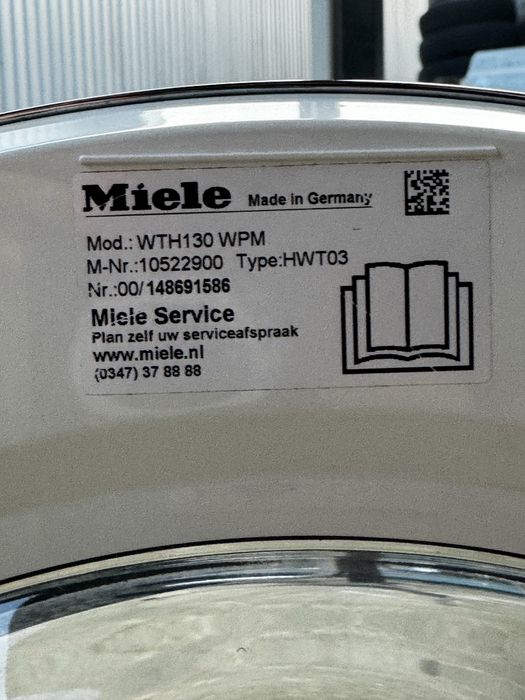 Miele Made in Germany
Mod.: WTH130 WPM
M-Nr.:10522900 Type:HWT03
Nr.:00/148691586
Miele Service
Plan zelf uw serviceafspraak
www.miele.nl
(0347) 37 88 88